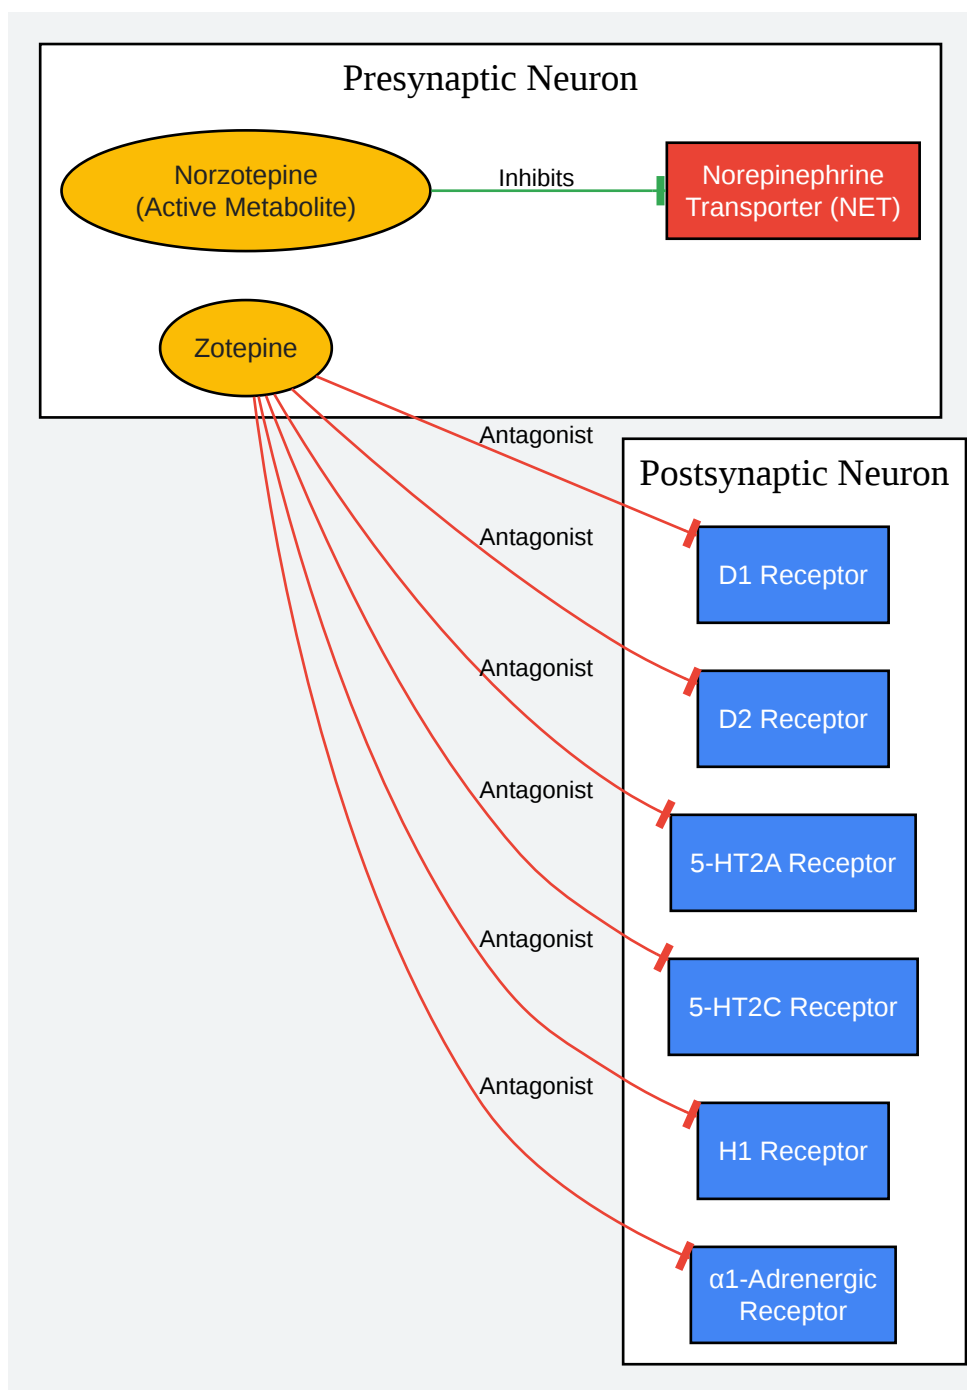 Presynaptic Neuron
Norzotepine
(Active Metabolite)
Inhibits
Norepinephrine
Transporter (NET)
Zotepine
Antagonist
Postsynaptic Neuron
Antagonist
D1 Receptor
Antagonist
D2 Receptor
Antagonist
5-HT2A Receptor
Antagonist
5-HT2C Receptor
Antagonist
H1 Receptor
α1-Adrenergic
Receptor